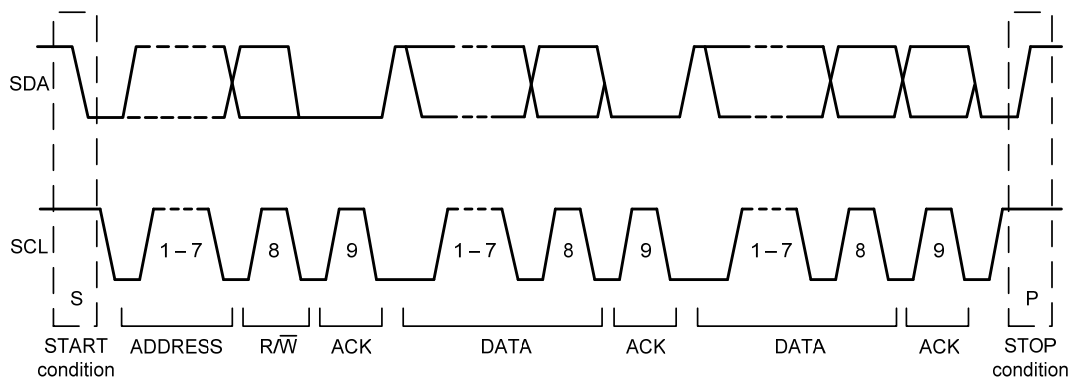 SDA
SCL
1 – 7 8 9 1 – 7 8 9 1 – 7 8 9
S P
START condition ADDRESS R/W̅ ACK DATA ACK DATA ACK STOP condition